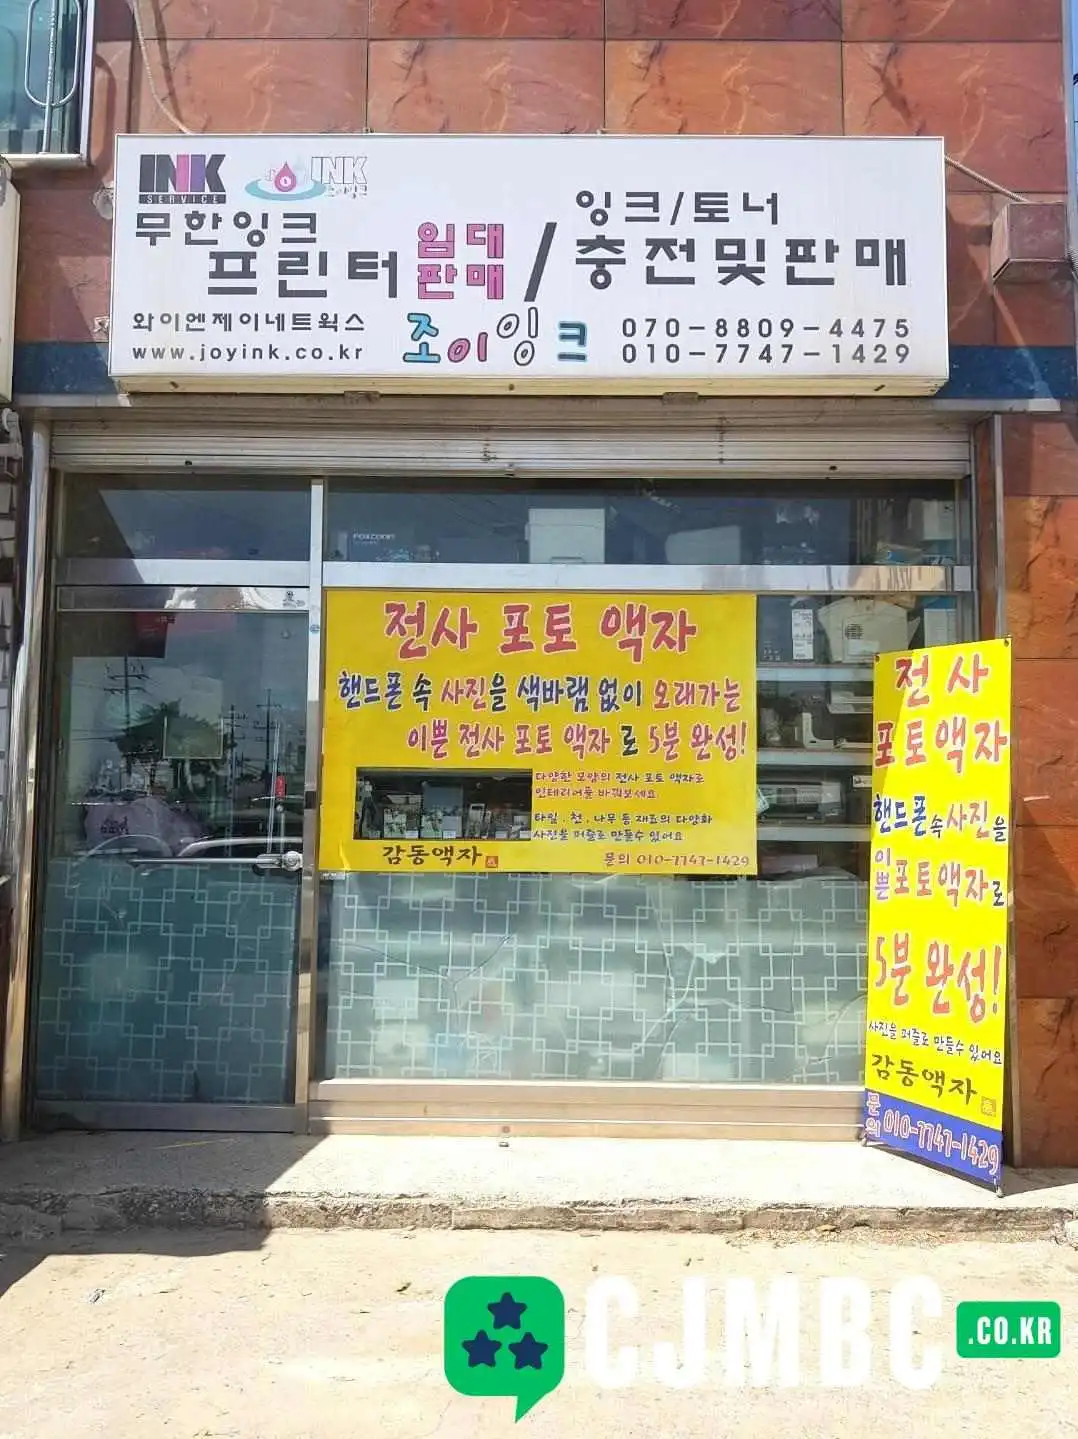 INK
SERVICE
INK
무한잉크
프린터
임대
판매
/
잉크/토너
충전및판매
와이엔제이네트웍스
www.joyink.co.kr
조이잉크
070-8809-4475
010-7747-1429
FOXCONN
전사 포토 액자
핸드폰 속 사진을 색바램 없이 오래가는
이쁜 전사 포토 액자로 5분 완성!
다양한 모양의 전사 포토 액자로
인테리어를 바꿔보세요
타일. 천. 나무 등 재료의 다양화
사진을 퍼즐로 만들수 있어요
감동액자
문의 010-7747-1429
전사
포토액자
핸드폰속사진을
이쁜포토액자로
5분 완성!
사진을 퍼즐로 만들수 있어요
감동액자
문의 010-7747-1429
CJMBC
.CO.KR